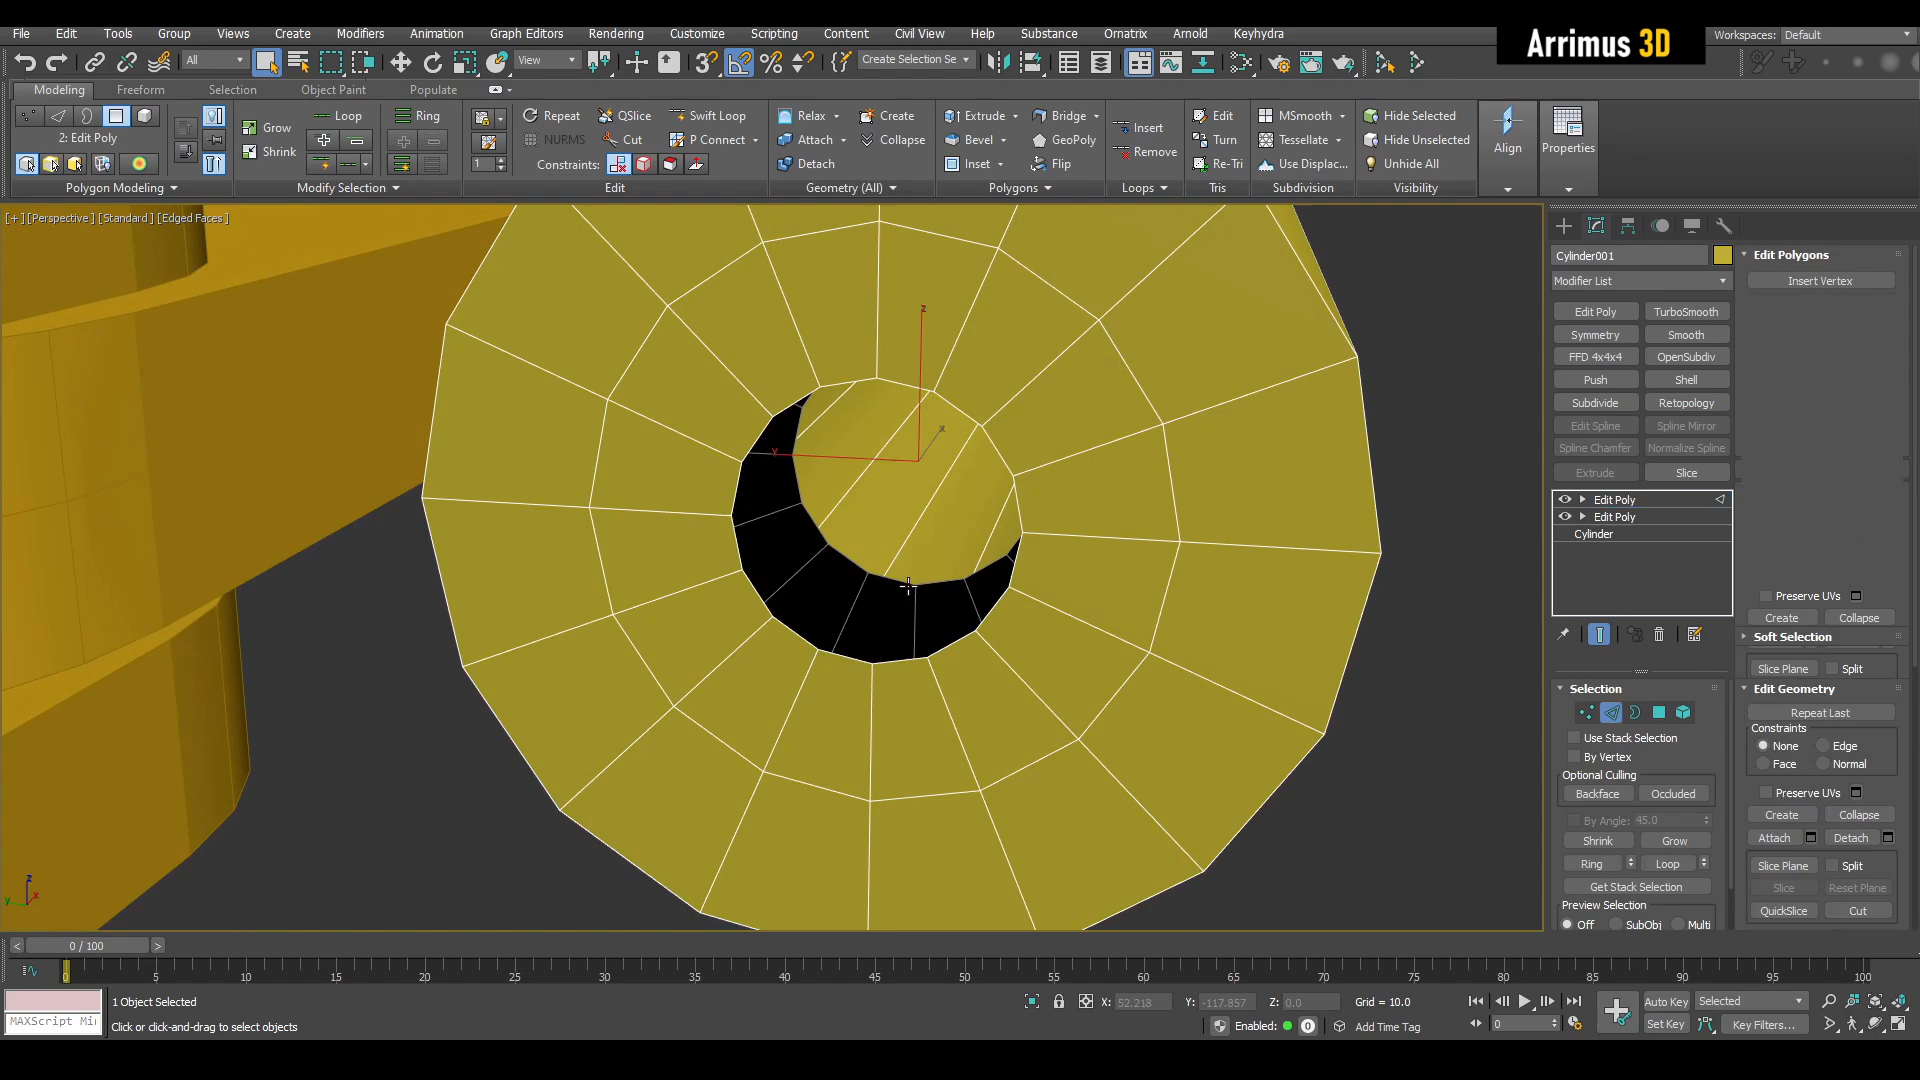 File Edit Tools Group Views Create Modifiers Animation Graph Editors Rendering Customize Scripting Content Civil View Help Substance Ornatrix Arnold Keyhydra
Arrimus 3D
Workspaces: Default
All View Create Selection Se
Modeling Freeform Selection Object Paint Populate
2: Edit Poly
Polygon Modeling
Grow Loop Ring
Shrink
Modify Selection
Repeat QSlice Swift Loop
NURMS Cut P Connect
1 Constraints:
Edit
Relax Create
Attach Collapse
Detach
Geometry (All)
Extrude Bridge
Bevel GeoPoly
Inset Flip
Polygons
Insert
Remove
Loops
Edit
Turn
Re-Tri
Tris
MSmooth
Tessellate
Use Displac...
Subdivision
Hide Selected
Hide Unselected
Unhide All
Visibility
Align
Properties
[+] [Perspective] [Standard] [Edged Faces]
z
x
y
z
y x
Cylinder001
Modifier List
Edit Poly TurboSmooth
Symmetry Smooth
FFD 4x4x4 OpenSubdiv
Push Shell
Subdivide Retopology
Edit Spline Spline Mirror
Spline Chamfer Normalize Spline
Extrude Slice
Edit Poly
Edit Poly
Cylinder
Selection
Use Stack Selection
By Vertex
Optional Culling
Backface Occluded
By Angle: 45.0
Shrink Grow
Ring Loop
Get Stack Selection
Preview Selection
Off SubObj Multi
Edit Polygons
Insert Vertex
Preserve UVs
Create Collapse
Soft Selection
Slice Plane Split
Edit Geometry
Repeat Last
Constraints
None Edge
Face Normal
Preserve UVs
Create Collapse
Attach Detach
Slice Plane Split
Slice Reset Plane
QuickSlice Cut
< 0 / 100 >
0 5 10 15 20 25 30 35 40 45 50 55 60 65 70 75 80 85 90 95 100
1 Object Selected
MAXScript Mi
Click or click-and-drag to select objects
X: 52.218 Y: -117.857 Z: 0.0 Grid = 10.0
Enabled: 0 Add Time Tag
0
Auto Key Selected
Set Key Key Filters...